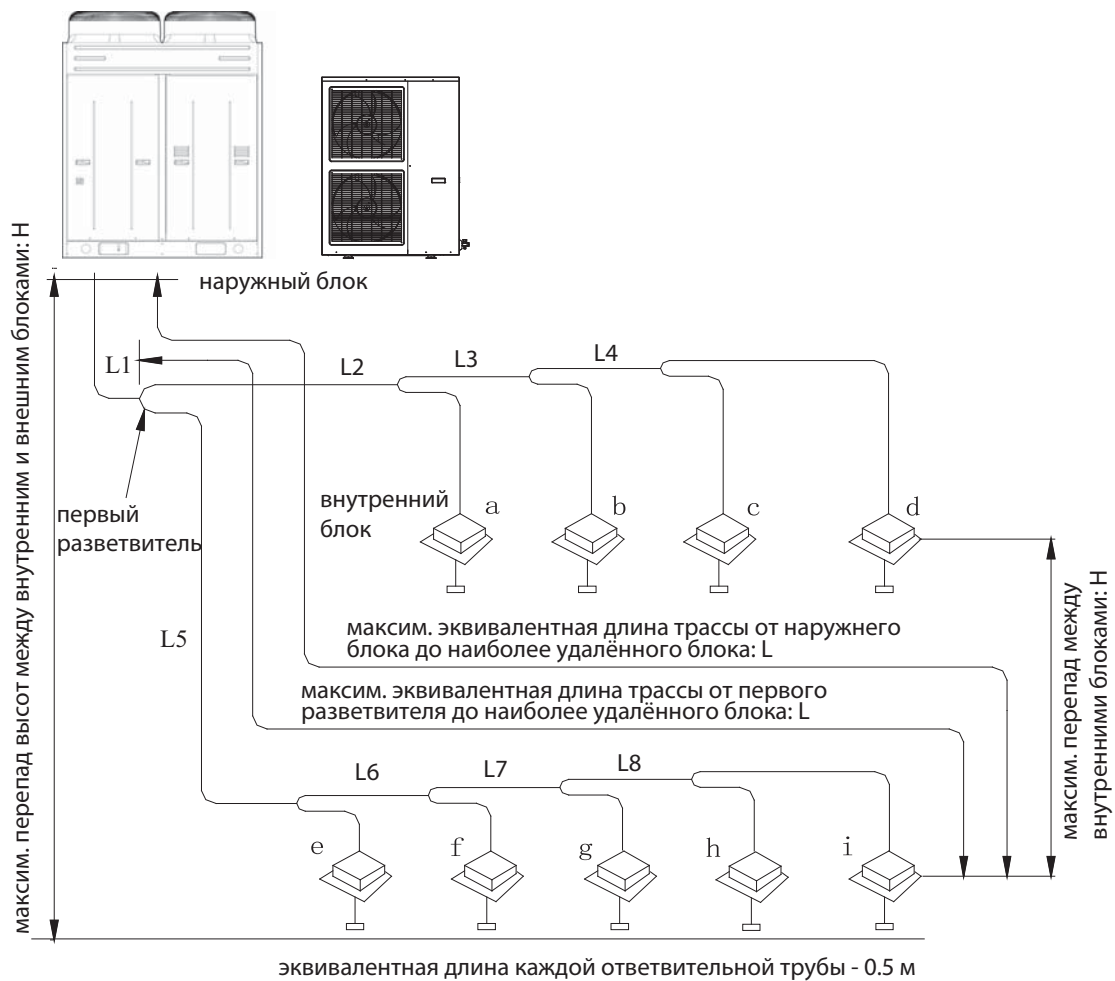 наружный блок
L1
L2
L3
L4
первый
разветвитель
внутренний
блок
a
b
c
d
L5
максим. эквивалентная длина трассы от наружнего
блока до наиболее удалённого блока: L
максим. эквивалентная длина трассы от первого
разветвителя до наиболее удалённого блока: L
L6
L7
L8
e
f
g
h
i
максим. перепад высот между внутренним и внешним блоками: H
максим. перепад между
внутренними блоками: H
эквивалентная длина каждой ответвительной трубы - 0.5 м